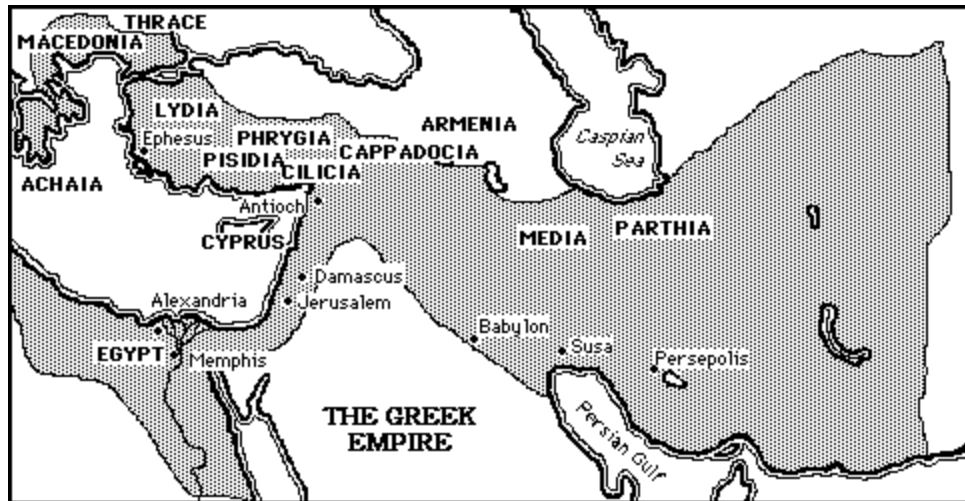 THRACE
MACEDONIA
LYDIA
Ephesus
PHRYGIA
ARMENIA
Caspian
Sea
PISIDIA
CAPPADOCIA
CILICIA
ACHAIA
Antioch
CYPRUS
MEDIA
PARTHIA
Damascus
Alexandria
Jerusalem
Babylon
EGYPT
Memphis
Susa
Persepolis
THE GREEK
EMPIRE
Persian Gulf